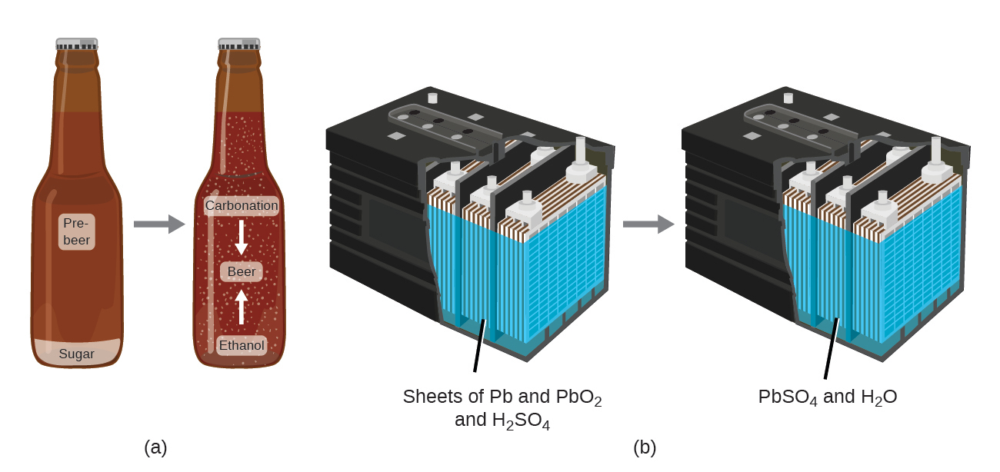 Pre-
beer
Sugar
Carbonation
Beer
Ethanol
(a)
Sheets of Pb and PbO₂
and H₂SO₄
PbSO₄ and H₂O
(b)